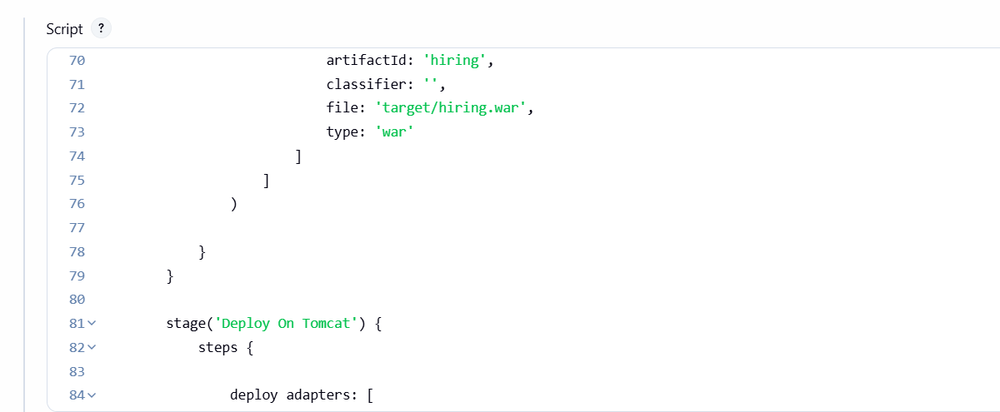 Script ?
70 artifactId: 'hiring',
71 classifier: '',
72 file: 'target/hiring.war',
73 type: 'war'
74 ]
75 ]
76 )
77
78 }
79 }
80
81 stage('Deploy On Tomcat') {
82 steps {
83
84 deploy adapters: [